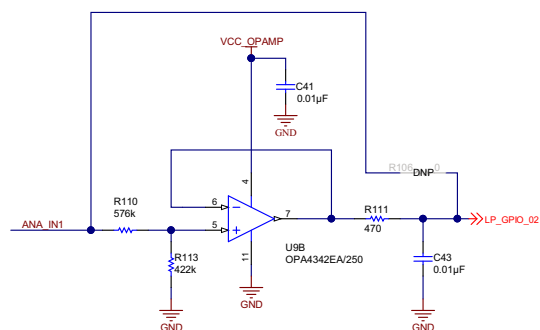 VCC_OPAMP
C41
0.01µF
GND
R106
0
DNP
4
R110
576k
6
7
R111
470
ANA_IN1
5
LP_GPIO_02
R113
422k
11
U9B
OPA4342EA/250
C43
0.01µF
GND
GND
GND